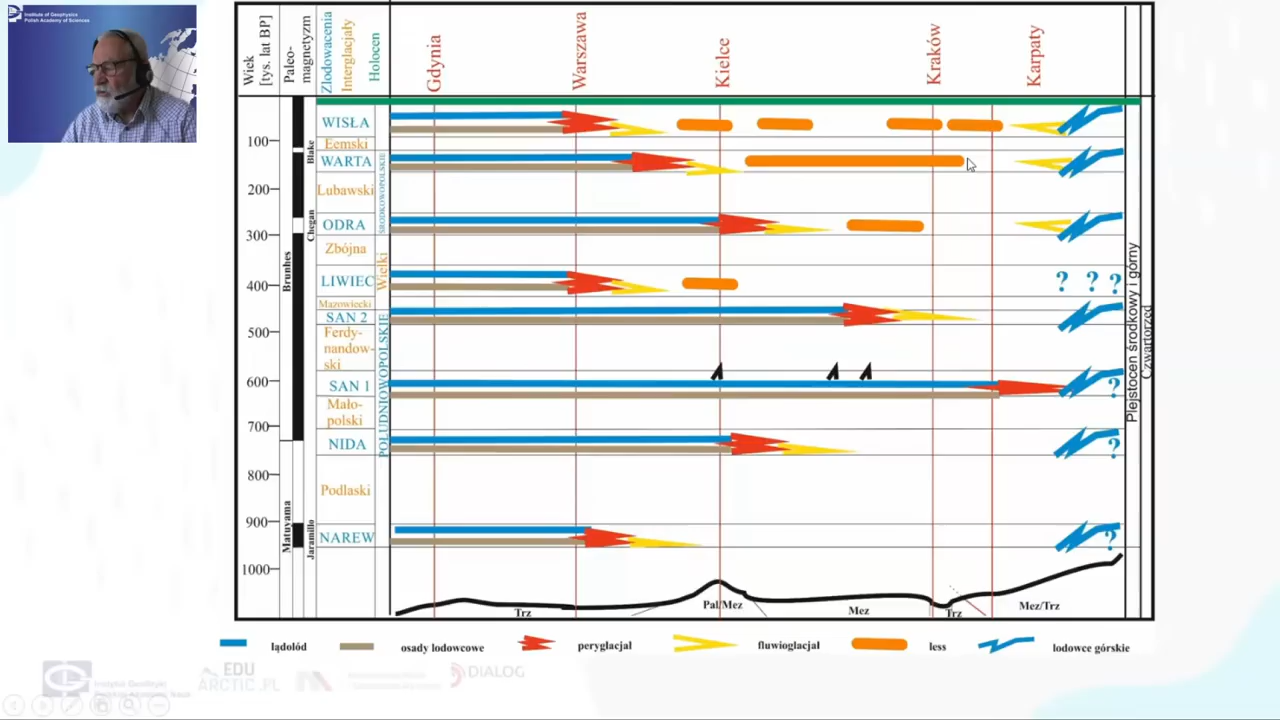 Institute of Geophysics
Polish Academy of Sciences
Wiek
[tys. lat BP]
Paleo-
magnetyzm
Zlodowacenia
Interglacjały
Holocen
Gdynia
Warszawa
Kielce
Kraków
Karpaty
WISŁA
100
Eemski
Blake
WARTA
200
Lubawski
ŚRODKOWOPOLSKIE
Chegan
ODRA
300
Zbójna
Brunhes
Wielki
LIWIEC
? ? ?
400
Mazowiecki
SAN 2
500
Ferdy-
nandow-
ski
600
SAN 1
?
Mało-
polski
POŁUDNIOWOPOLSKIE
700
NIDA
?
800
Podlaski
900
Matuyama
Jaramillo
NAREW
?
1000
Plejstocen środkowy i górny
Czwartorzęd
Trz
Pal/Mez
Mez
Trz
Mez/Trz
lądolód
osady lodowcowe
peryglacjał
fluwioglacjał
less
lodowce górskie
Instytut Geofizyki
EDU
ARCTIC.PL
DIALOG